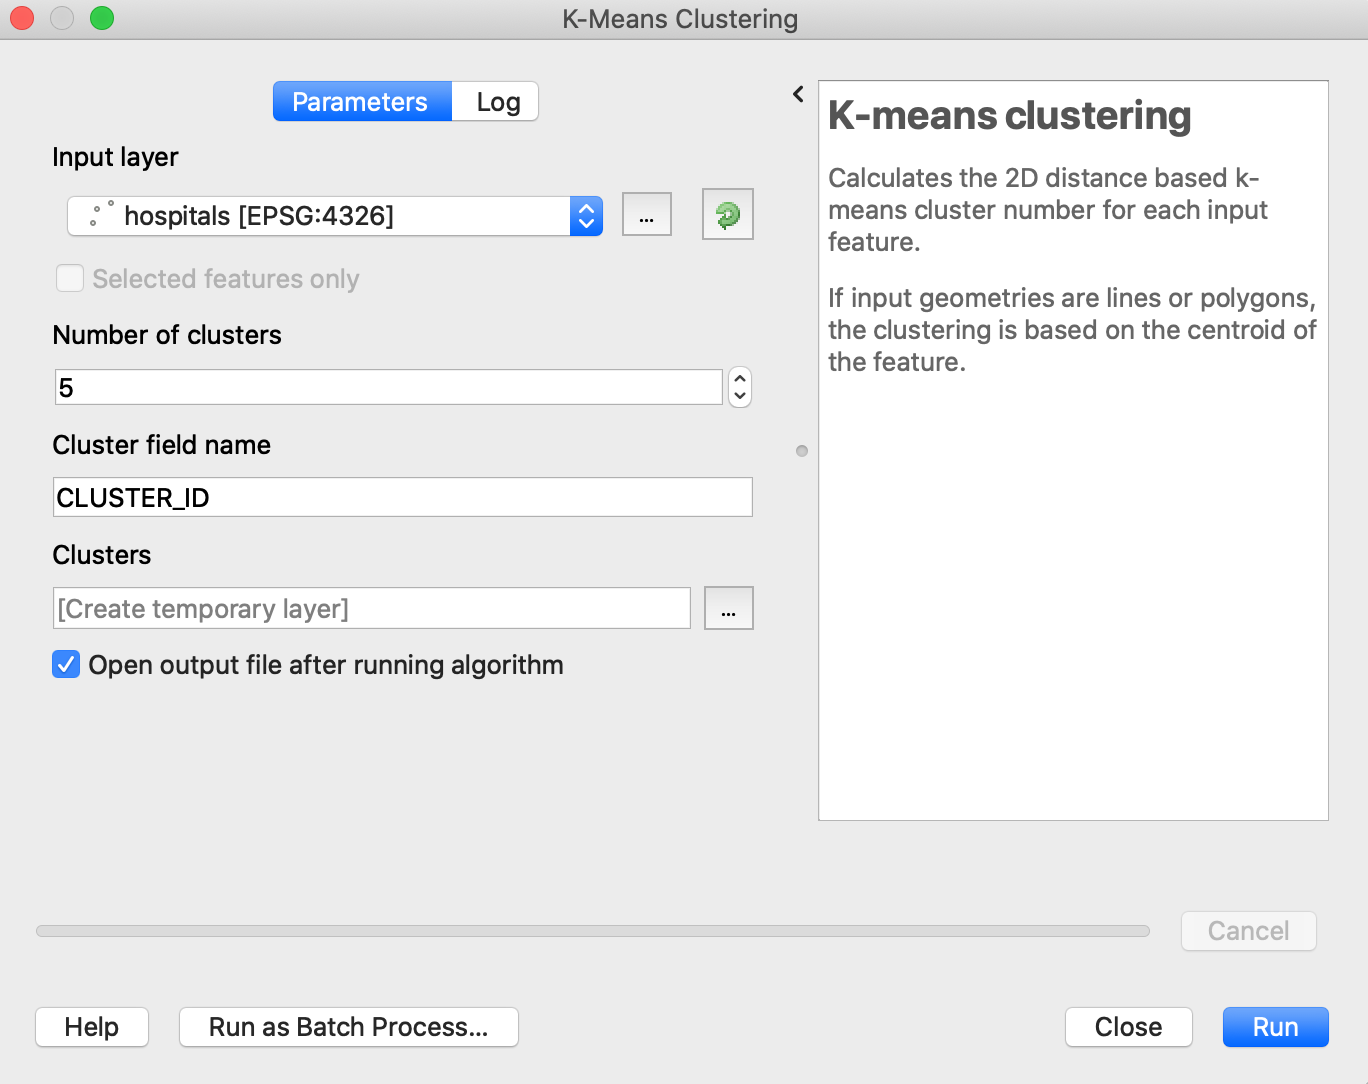 K-Means Clustering
Parameters
Log
Input layer
hospitals [EPSG:4326]
...
Selected features only
Number of clusters
5
Cluster field name
CLUSTER_ID
Clusters
[Create temporary layer]
...
Open output file after running algorithm
K-means clustering
Calculates the 2D distance based k-
means cluster number for each input
feature.
If input geometries are lines or polygons,
the clustering is based on the centroid of
the feature.
Cancel
Help
Run as Batch Process...
Close
Run